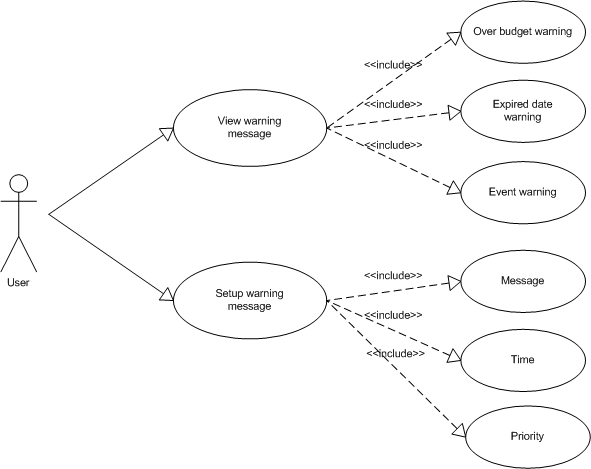 Over budget warning
<<include>>
View warning
message
<<include>>
Expired date
warning
<<include>>
Event warning
User
Setup warning
message
<<include>>
Message
<<include>>
Time
<<include>>
Priority